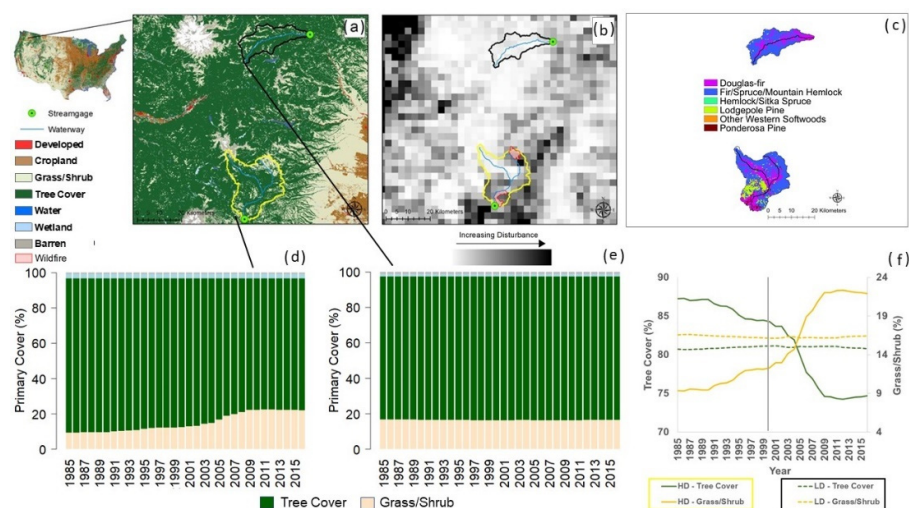 (a)
(b)
(c)
Streamgage
Waterway
Developed
Cropland
Grass/Shrub
Tree Cover
Water
Wetland
Barren
Wildfire
0 5 10 20 Kilometers
0 5 10 20 Kilometers
Douglas-fir
Fir/Spruce/Mountain Hemlock
Hemlock/Sitka Spruce
Lodgepole Pine
Other Western Softwoods
Ponderosa Pine
0 5 10 20 Kilometers
Increasing Disturbance
(d)
(e)
(f)
Primary Cover (%)
100
80
60
40
20
0
1985
1987
1989
1991
1993
1995
1997
1999
2001
2003
2005
2007
2009
2011
2013
2015
Primary Cover (%)
100
80
60
40
20
0
1985
1987
1989
1991
1993
1995
1997
1999
2001
2003
2005
2007
2009
2011
2013
2015
Tree Cover
Grass/Shrub
Tree Cover (%)
90
85
80
75
70
Grass/Shrub (%)
24
19
14
9
4
1985
1987
1989
1991
1993
1995
1997
1999
2001
2003
2005
2007
2009
2011
2013
2015
Year
HD - Tree Cover
HD - Grass/Shrub
LD - Tree Cover
LD - Grass/Shrub